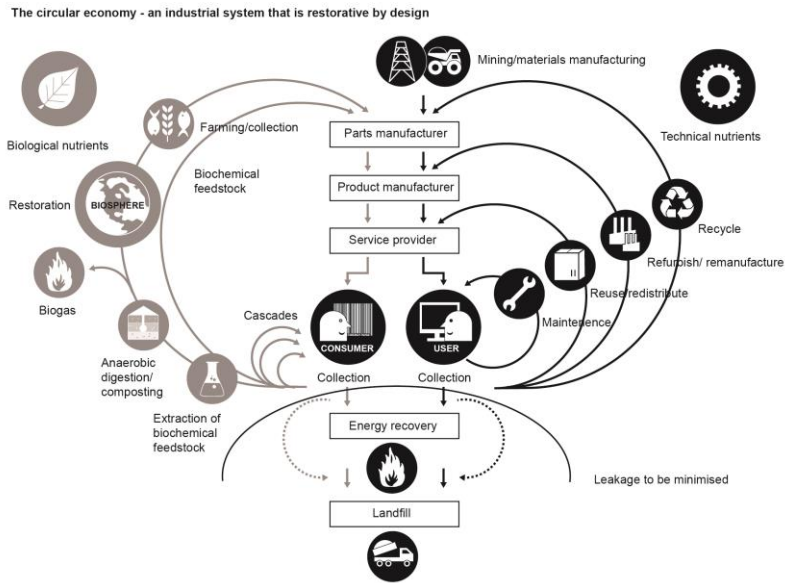 The circular economy - an industrial system that is restorative by design
Mining/materials manufacturing
Biological nutrients
Farming/collection
Parts manufacturer
Technical nutrients
Biochemical
feedstock
Product manufacturer
Restoration
BIOSPHERE
Recycle
Service provider
Refurbish/ remanufacture
Biogas
Reuse/redistribute
Cascades
Maintenence
CONSUMER
USER
Anaerobic
digestion/
composting
Collection
Collection
Extraction of
biochemical
feedstock
Energy recovery
Leakage to be minimised
Landfill